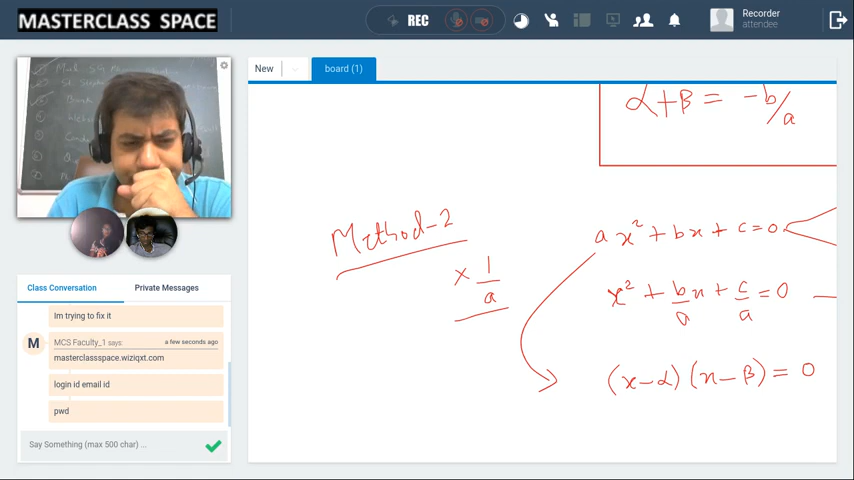 MASTERCLASS SPACE
REC
Recorder
attendee
New
board (1)
α+β = -b/a
Method-2
a x² + bx + c = 0
× 1/a
x² + b/a x + c/a = 0
(x-α)(x-β) = 0
Class Conversation
Private Messages
Im trying to fix it
M
MCS Faculty_1 says:
a few seconds ago
masterclassspace.wiziqxt.com
login id email id
pwd
Say Something (max 500 char) ...